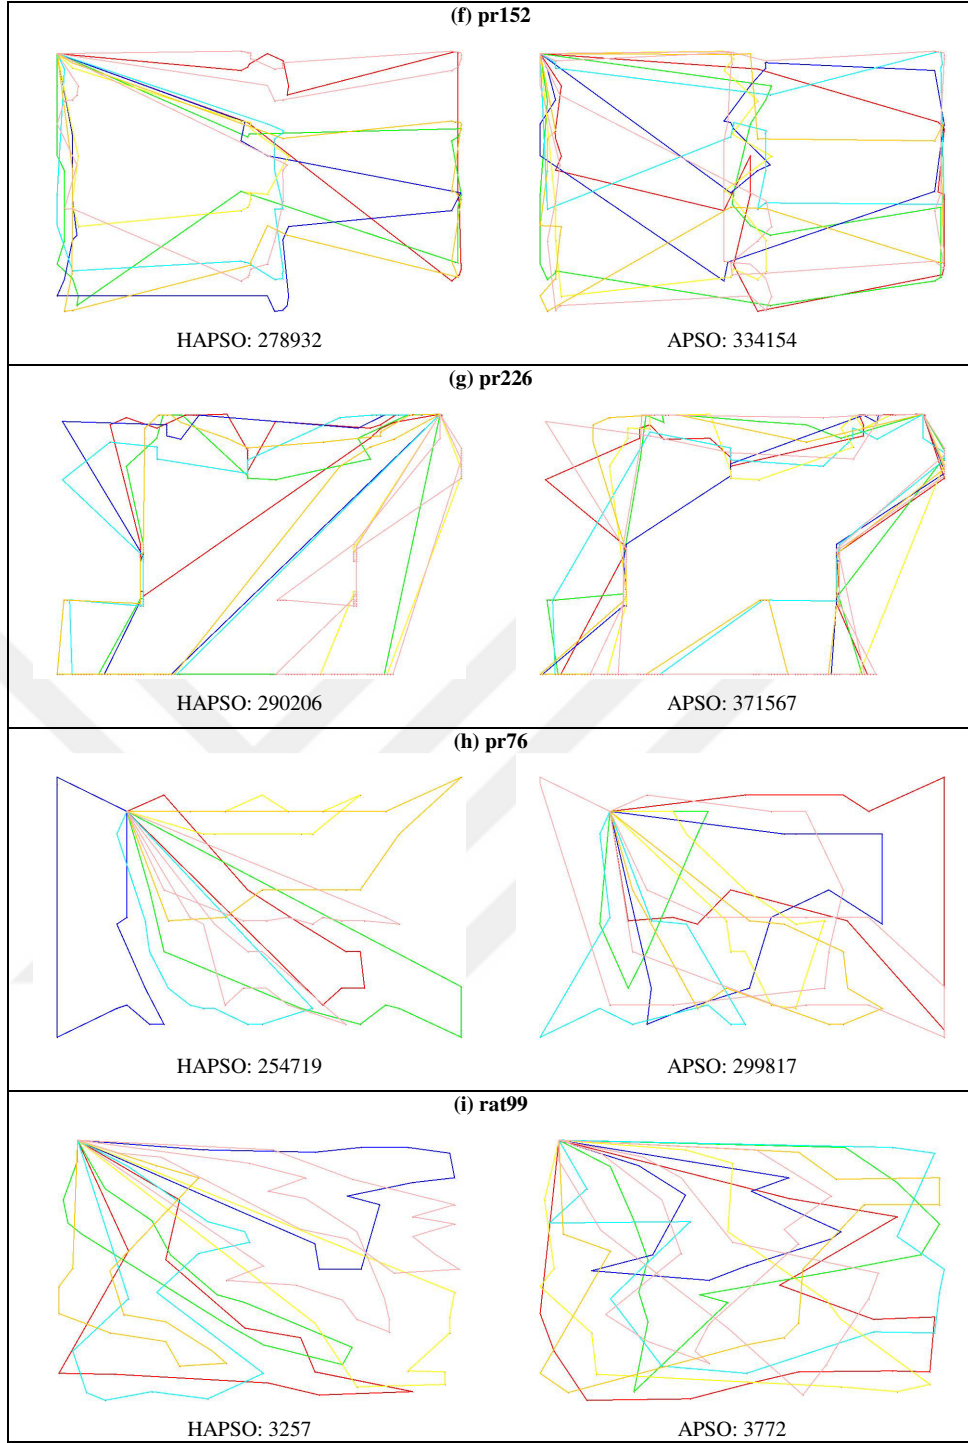 (f) pr152
HAPSO: 278932 APSO: 334154
(g) pr226
HAPSO: 290206 APSO: 371567
(h) pr76
HAPSO: 254719 APSO: 299817
(i) rat99
HAPSO: 3257 APSO: 3772